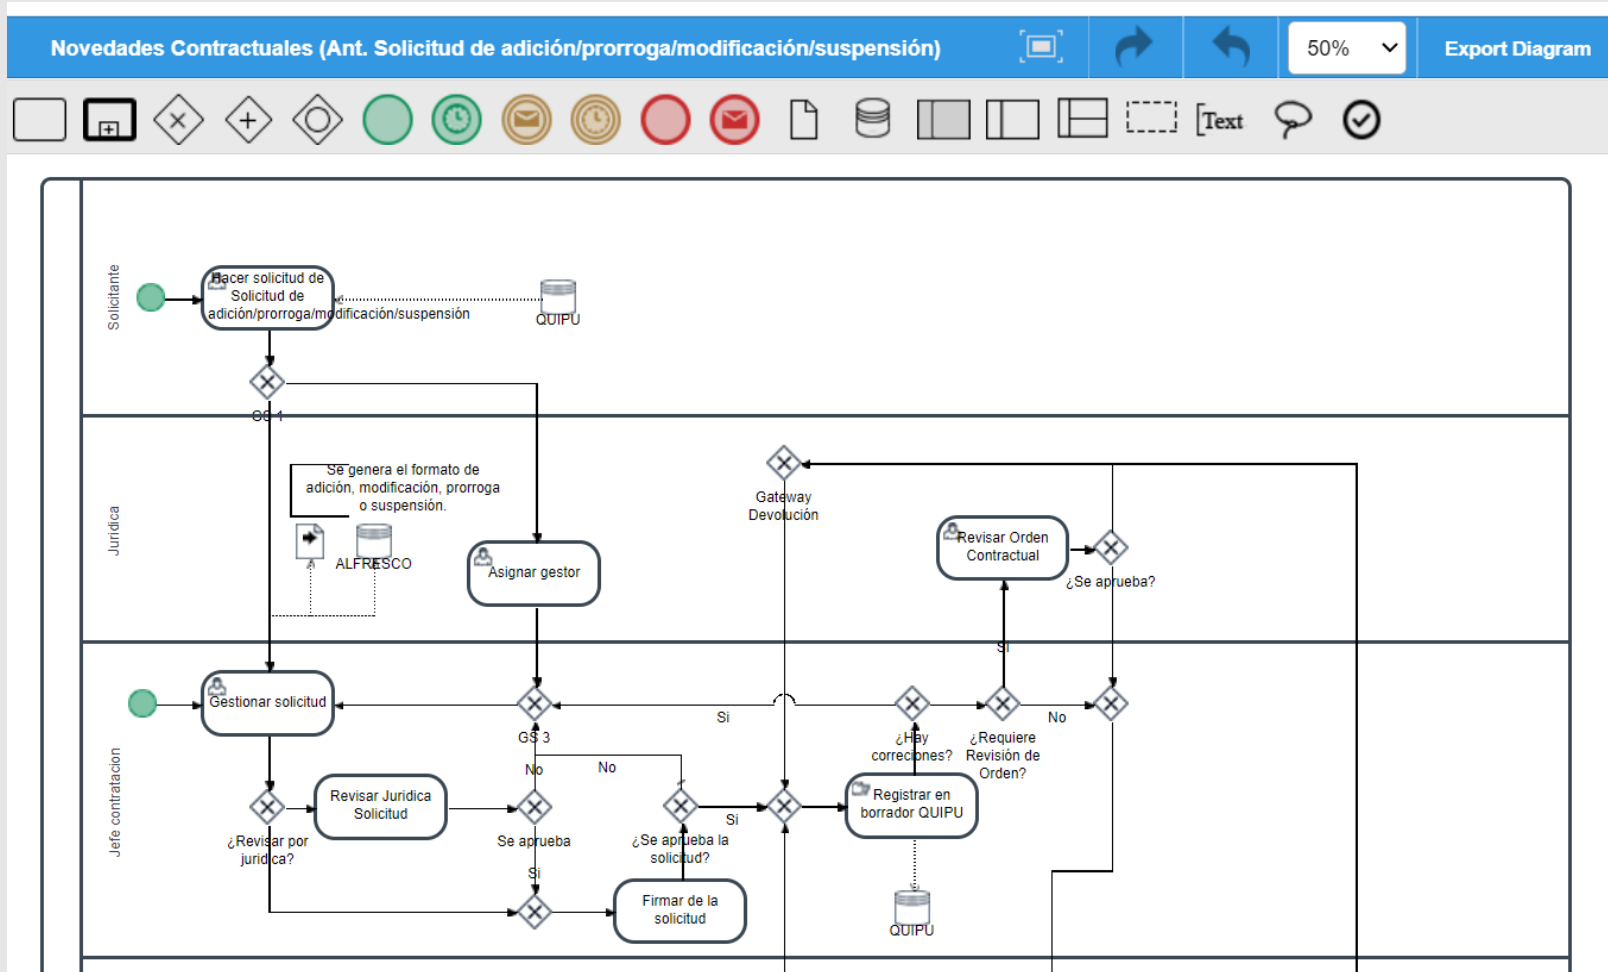 Novedades Contractuales (Ant. Solicitud de adición/prorroga/modificación/suspensión)
50%
Export Diagram
Text
Solicitante
Hacer solicitud de
Solicitud de
adición/prorroga/modificación/suspensión
QUIPU
Juridica
Se genera el formato de
adición, modificación, prorroga
o suspensión.
ALFRESCO
Asignar gestor
Gateway
Devolución
Revisar Orden
Contractual
¿Se aprueba?
Si
Jefe contratacion
Gestionar solicitud
GS 3
Si
¿Hay
correciones?
¿Requiere
Revisión de
Orden?
No
No
No
¿Revisar por
juridica?
Revisar Juridica
Solicitud
Se aprueba
Si
¿Se aprueba la
solicitud?
Si
Registrar en
borrador QUIPU
Firmar de la
solicitud
QUIPU